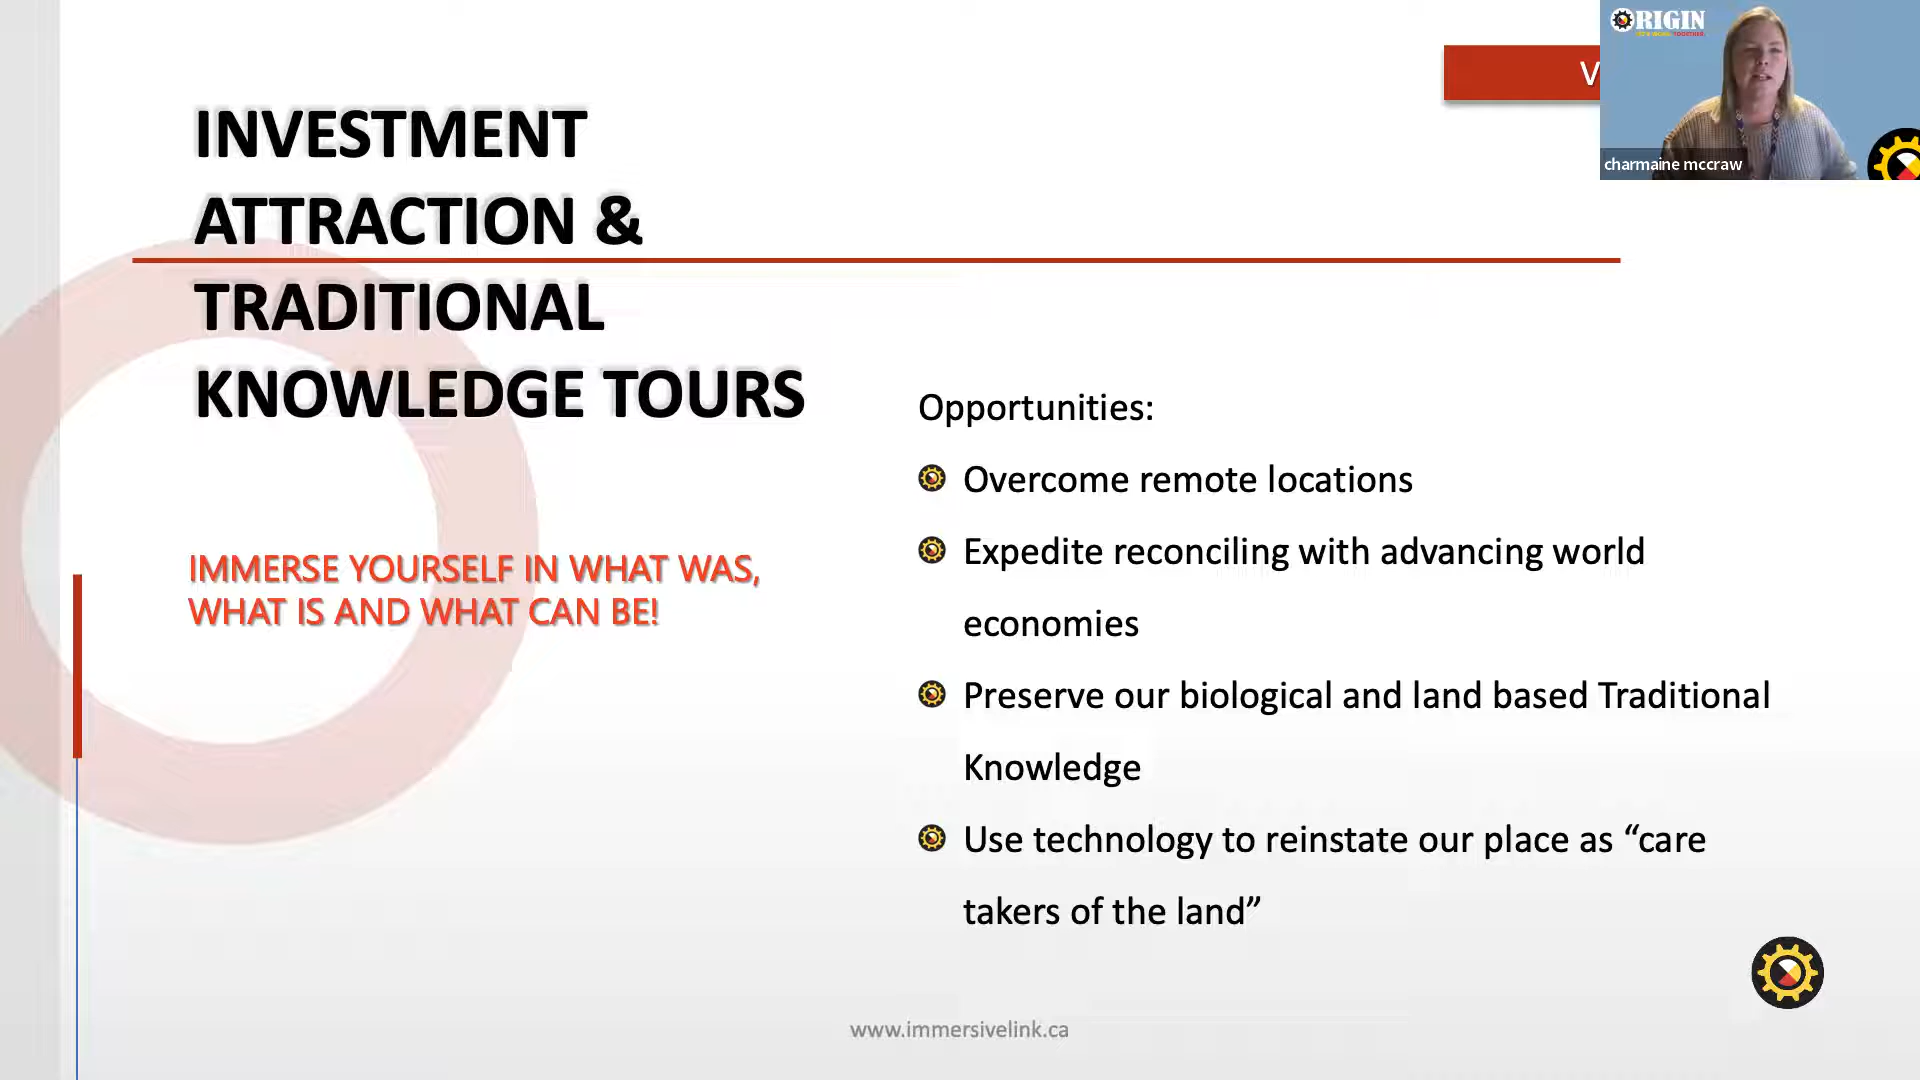 INVESTMENT
ATTRACTION &
TRADITIONAL
KNOWLEDGE TOURS
IMMERSE YOURSELF IN WHAT WAS,
WHAT IS AND WHAT CAN BE!
Opportunities:
Overcome remote locations
Expedite reconciling with advancing world
economies
Preserve our biological and land based Traditional
Knowledge
Use technology to reinstate our place as “care
takers of the land”
www.immersivelink.ca
V
RIGIN
charmaine mccraw